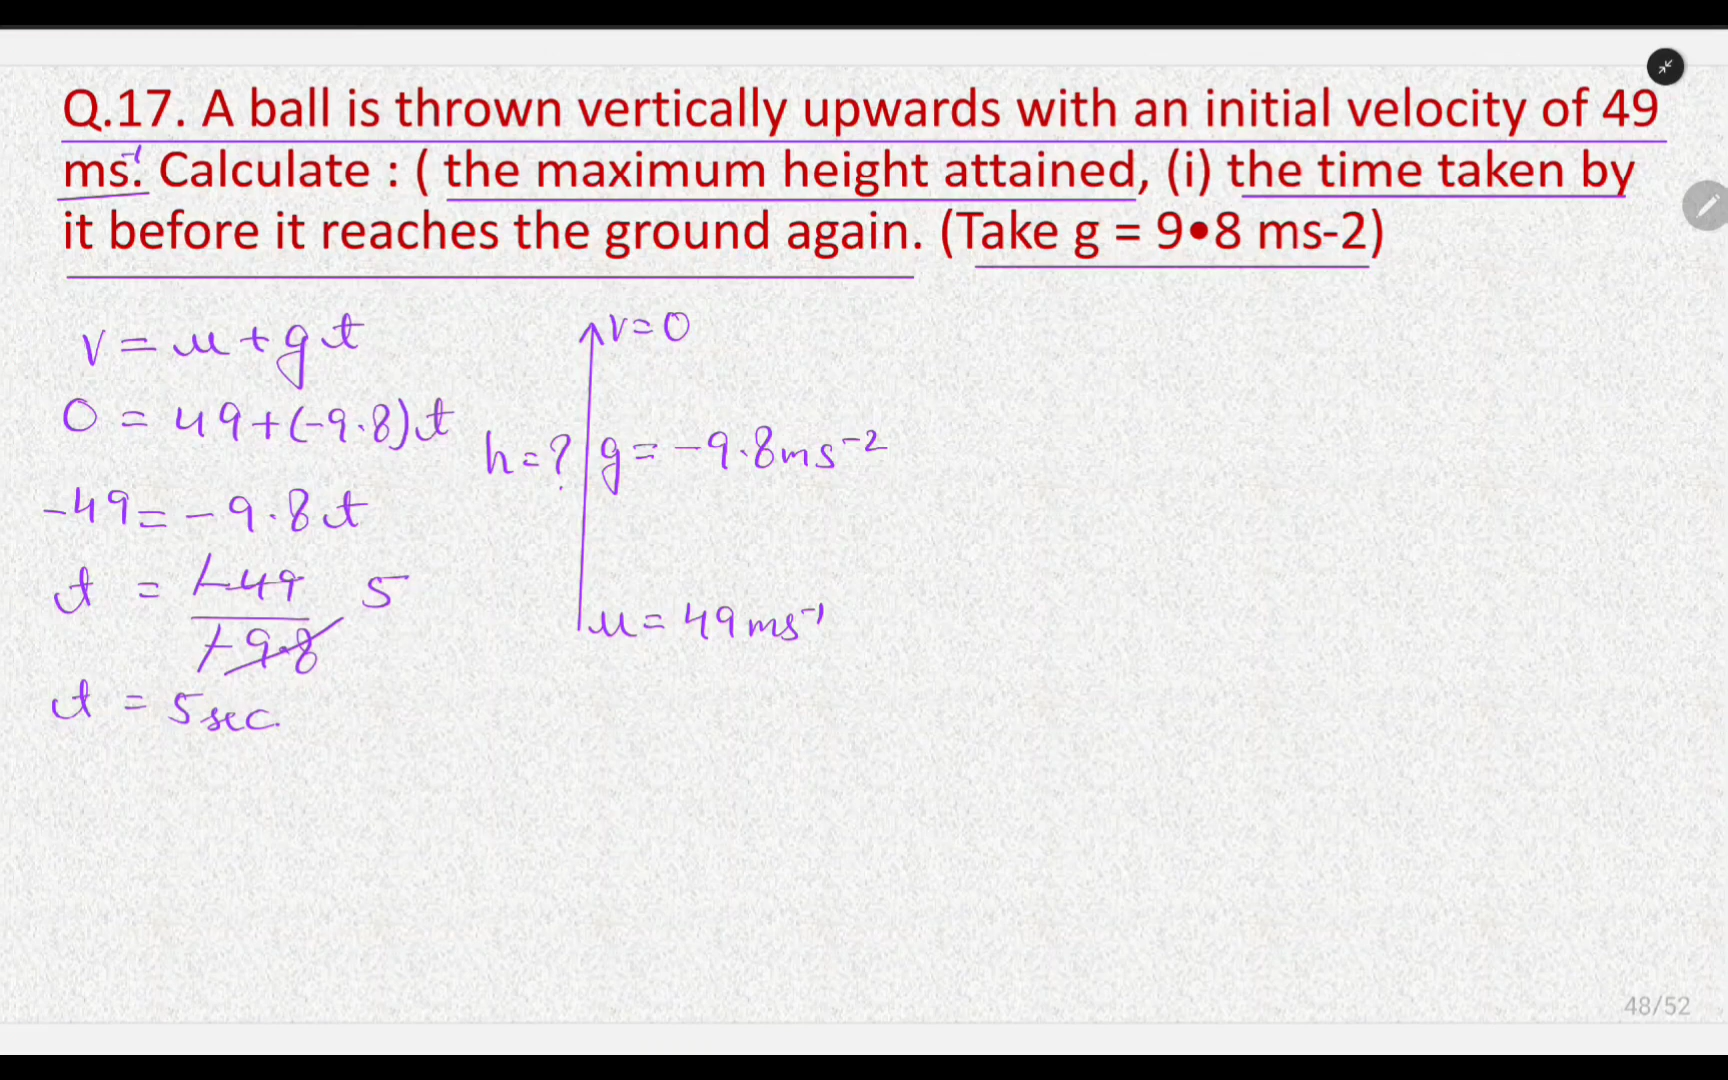 Q.17. A ball is thrown vertically upwards with an initial velocity of 49
ms⁻¹. Calculate : ( the maximum height attained, (i) the time taken by
it before it reaches the ground again. (Take g = 9•8 ms-2)
v = u + gt
0 = 49+(-9.8)t
-49 = -9.8t
t = -49/-9.8 5
t = 5 sec.
v=0
h=? g = -9.8ms⁻²
u = 49ms⁻¹
48/52